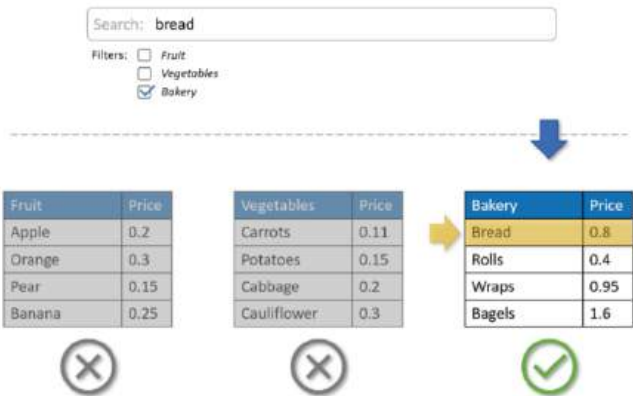 Search: bread
Filters: Fruit
Vegetables
Bakery
Fruit Price
Apple 0.2
Orange 0.3
Pear 0.15
Banana 0.25
Vegetables Price
Carrots 0.11
Potatoes 0.15
Cabbage 0.2
Cauliflower 0.3
Bakery Price
Bread 0.8
Rolls 0.4
Wraps 0.95
Bagels 1.6